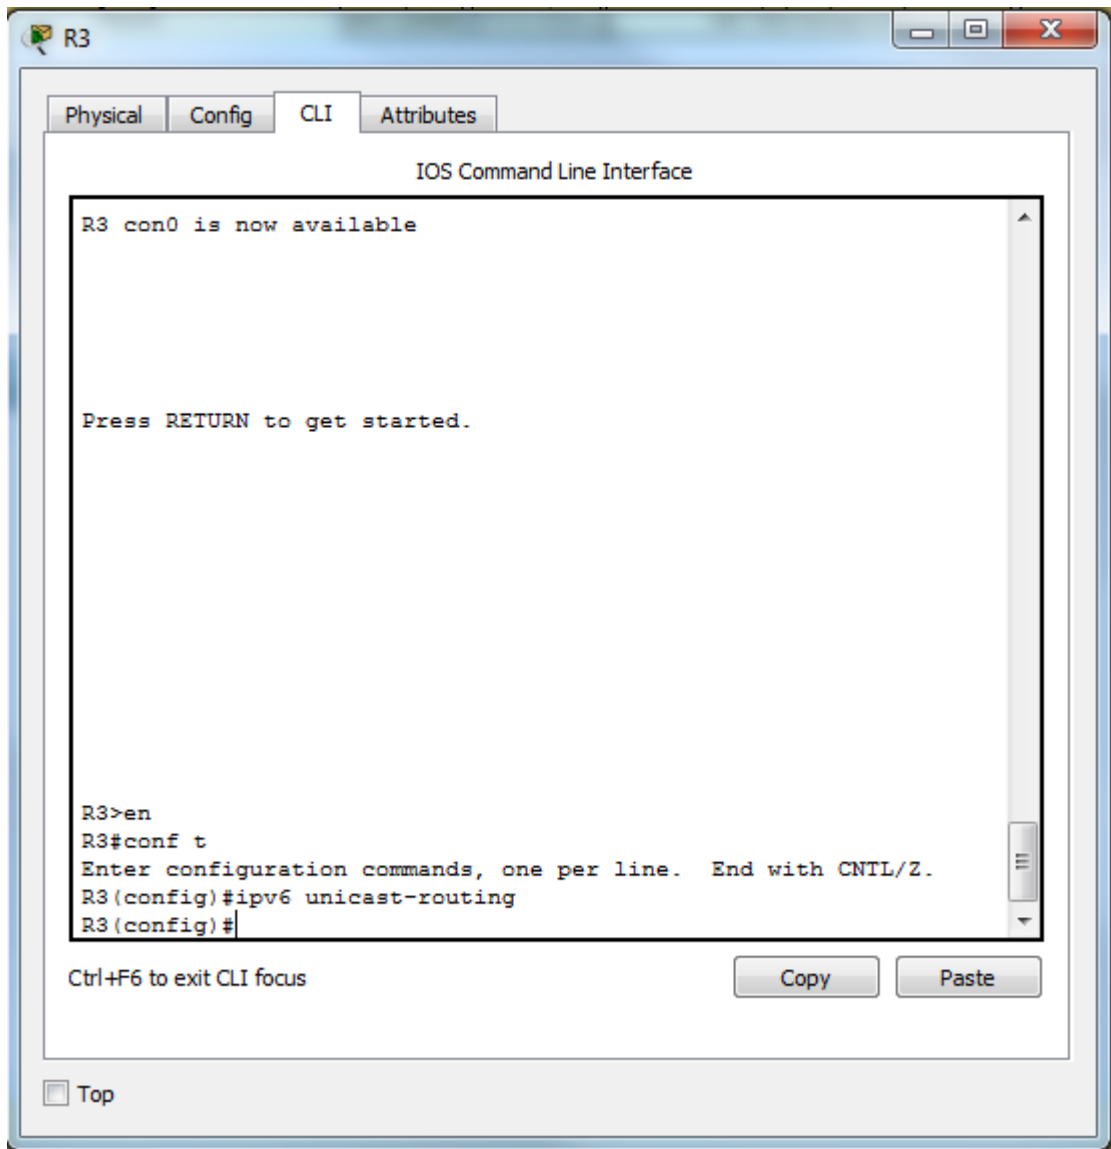 R3
Physical Config CLI Attributes
IOS Command Line Interface
R3 con0 is now available
Press RETURN to get started.
R3>en
R3#conf t
Enter configuration commands, one per line.  End with CNTL/Z.
R3(config)#ipv6 unicast-routing
R3(config)#
Ctrl+F6 to exit CLI focus Copy Paste
Top